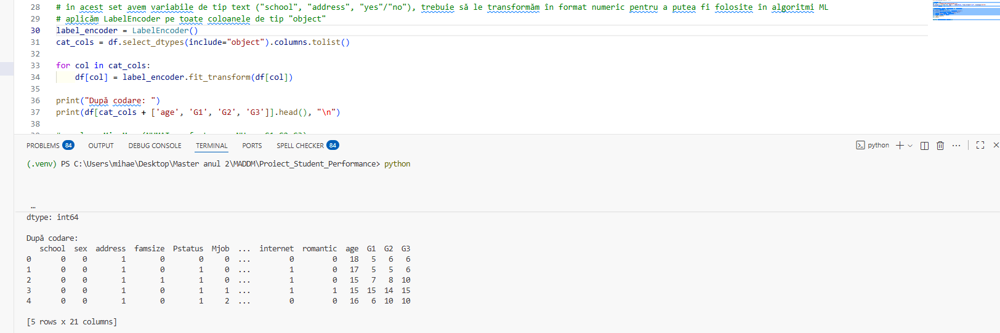 28 # in acest set avem variabile de tip text ("school", "address", "yes"/"no"), trebuie să le transformăm în format numeric pentru a putea fi folosite în algoritmi ML
29 # aplicăm LabelEncoder pe toate coloanele de tip "object"
30 label_encoder = LabelEncoder()
31 cat_cols = df.select_dtypes(include="object").columns.tolist()
32
33 for col in cat_cols:
34     df[col] = label_encoder.fit_transform(df[col])
35
36 print("După codare: ")
37 print(df[cat_cols + ['age', 'G1', 'G2', 'G3']].head(), "\n")
38
PROBLEMS 84 OUTPUT DEBUG CONSOLE TERMINAL PORTS SPELL CHECKER 84 python
(.venv) PS C:\Users\mihae\Desktop\Master anul 2\MADDM\Proiect_Student_Performance> python
…
dtype: int64
După codare:
   school  sex  address  famsize  Pstatus  Mjob  ...  internet  romantic  age  G1  G2  G3
0       0    0        1        0        0     0  ...         0         0   18   5   6   6
1       0    0        1        0        1     0  ...         1         0   17   5   5   6
2       0    0        1        1        1     0  ...         1         0   15   7   8  10
3       0    0        1        0        1     1  ...         1         1   15  15  14  15
4       0    0        1        0        1     2  ...         0         0   16   6  10  10
[5 rows x 21 columns]